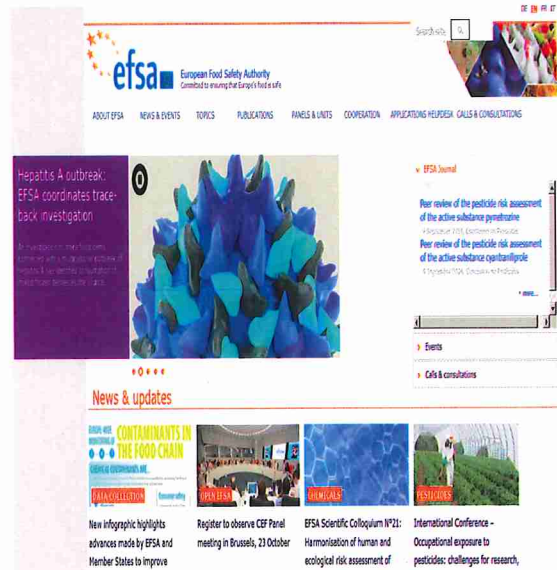 DE EN FR IT
Search site
efsa
European Food Safety Authority
Committed to ensuring that Europe's food is safe
ABOUT EFSA NEWS & EVENTS TOPICS PUBLICATIONS PANELS & UNITS COOPERATION APPLICATIONS HELPDESK CALLS & CONSULTATIONS
Hepatitis A outbreak:
EFSA coordinates trace-
back investigation
EFSA Journal
Peer review of the pesticide risk assessment
of the active substance pymetrozine
Peer review of the pesticide risk assessment
of the active substance cyantraniliprole
more...
Events
Calls & consultations
News & updates
CONTAMINANTS IN
THE FOOD CHAIN
CHEMICAL CONTAMINANTS ARE...
DATA COLLECTION
OPEN EFSA
CHEMICALS
PESTICIDES
New infographic highlights
advances made by EFSA and
Member States to improve
Register to observe CEF Panel
meeting in Brussels, 23 October
EFSA Scientific Colloquium N°21:
Harmonisation of human and
ecological risk assessment of
International Conference –
Occupational exposure to
pesticides: challenges for research,